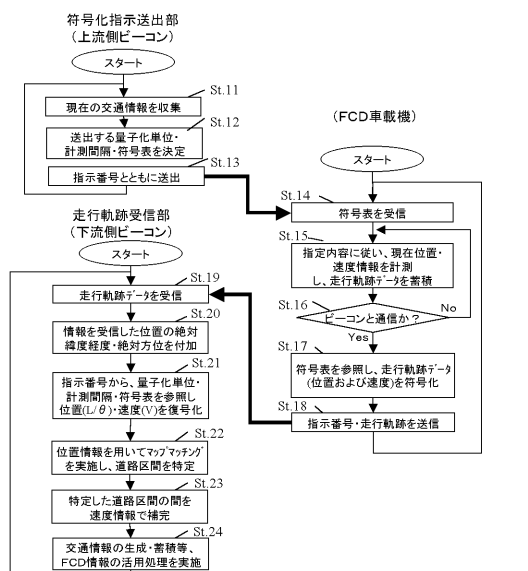 符号化指示送出部
(上流側ビーコン)
スタート
St.11
現在の交通情報を収集
St.12
送出する量子化単位・
計測間隔・符号表を決定
St.13
指示番号とともに送出
(FCD車載機)
スタート
St.14
符号表を受信
St.15
指定内容に従い、現在位置・
速度情報を計測
し、走行軌跡データを蓄積
St.16
ビーコンと通信か?
No
Yes
St.17
符号表を参照し、走行軌跡データ
(位置および速度)を符号化
St.18
指示番号・走行軌跡を送信
走行軌跡受信部
(下流側ビーコン)
スタート
St.19
走行軌跡データを受信
St.20
情報を受信した位置の絶対
緯度経度・絶対方位を付加
St.21
指示番号から、量子化単位・
計測間隔・符号表を参照し
位置(L/θ)・速度(V)を復号化
St.22
位置情報を用いてマップマッチング
を実施し、道路区間を特定
St.23
特定した道路区間の間を
速度情報で補完
St.24
交通情報の生成・蓄積等、
FCD情報の活用処理を実施